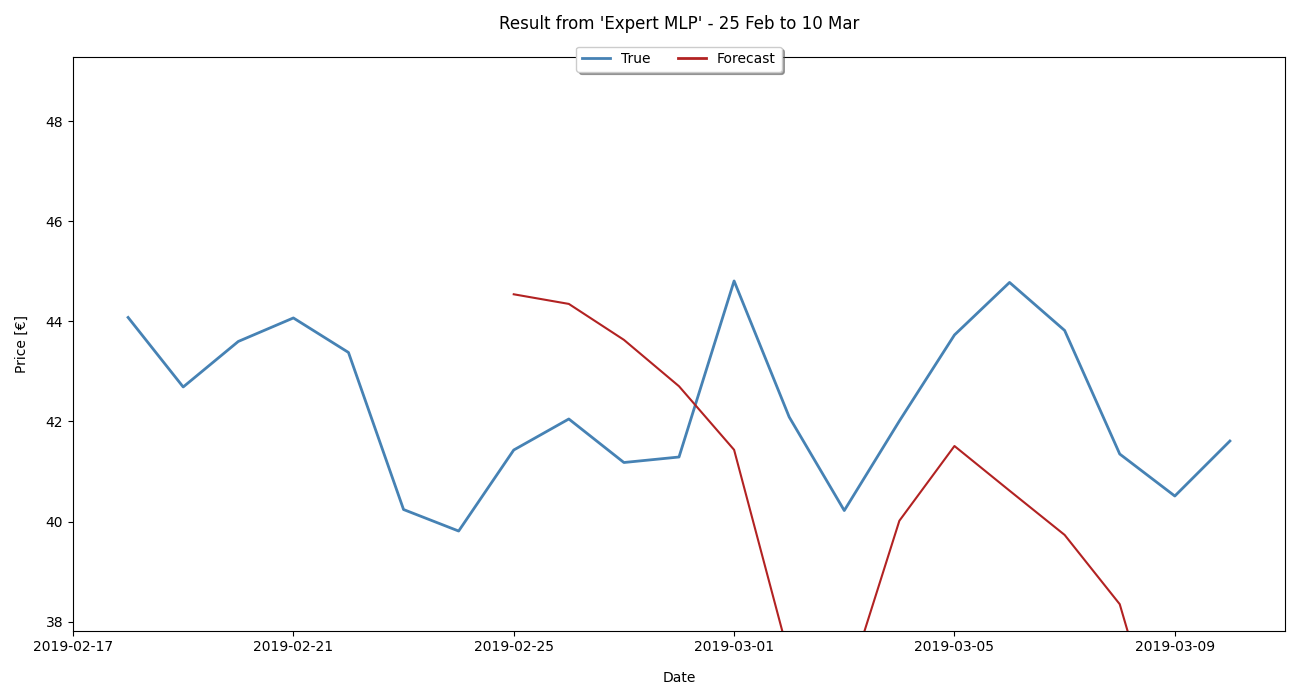 Result from 'Expert MLP' - 25 Feb to 10 Mar
True Forecast
48
46
44
42
40
38
Price [€]
2019-02-17 2019-02-21 2019-02-25 2019-03-01 2019-03-05 2019-03-09
Date